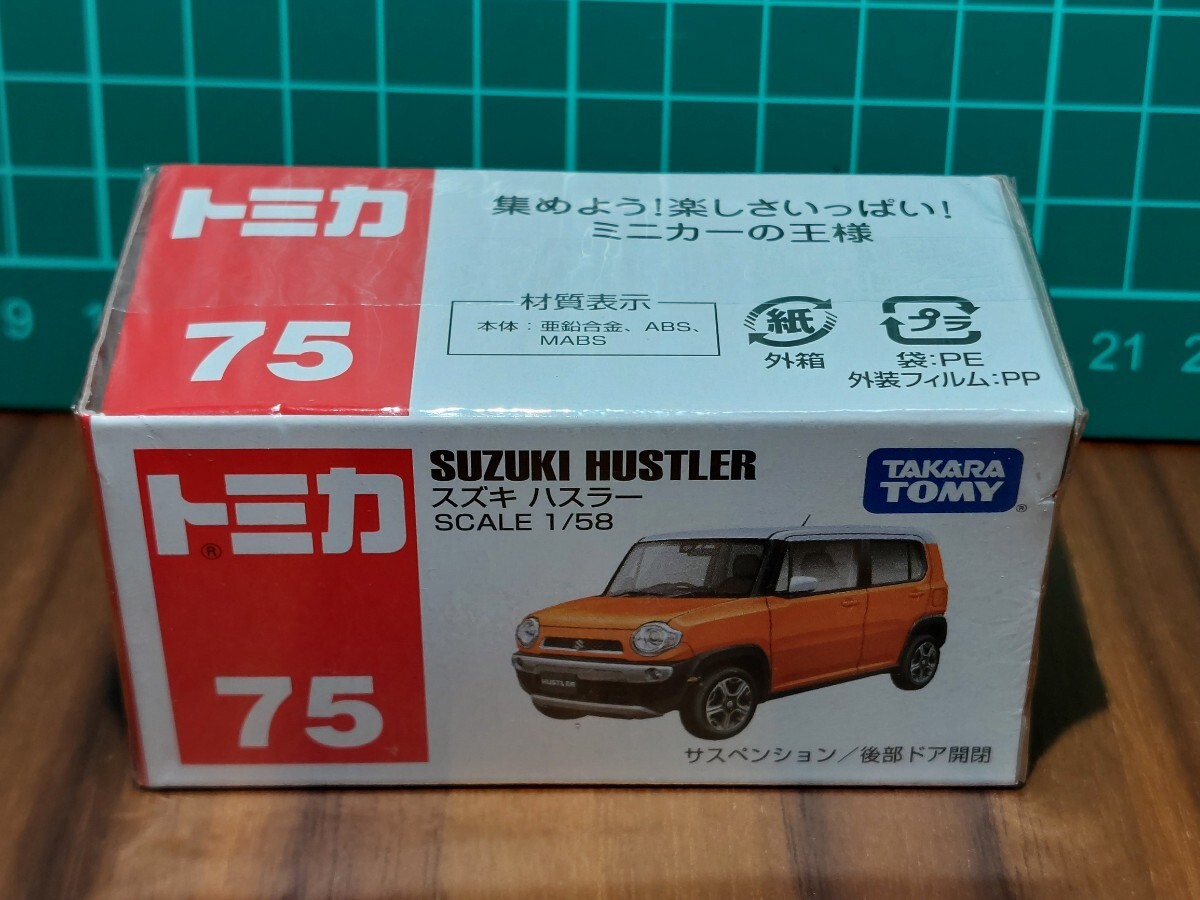 トミカ
75
集めよう!楽しさいっぱい!
ミニカーの王様
材質表示
本体:亜鉛合金、ABS、
MABS
紙
外箱
プラ
袋:PE
外装フィルム:PP
9
1
21
2
トミカ®
75
SUZUKI HUSTLER
スズキ ハスラー
SCALE 1/58
TAKARA
TOMY®
HUSTLER
サスペンション/後部ドア開閉